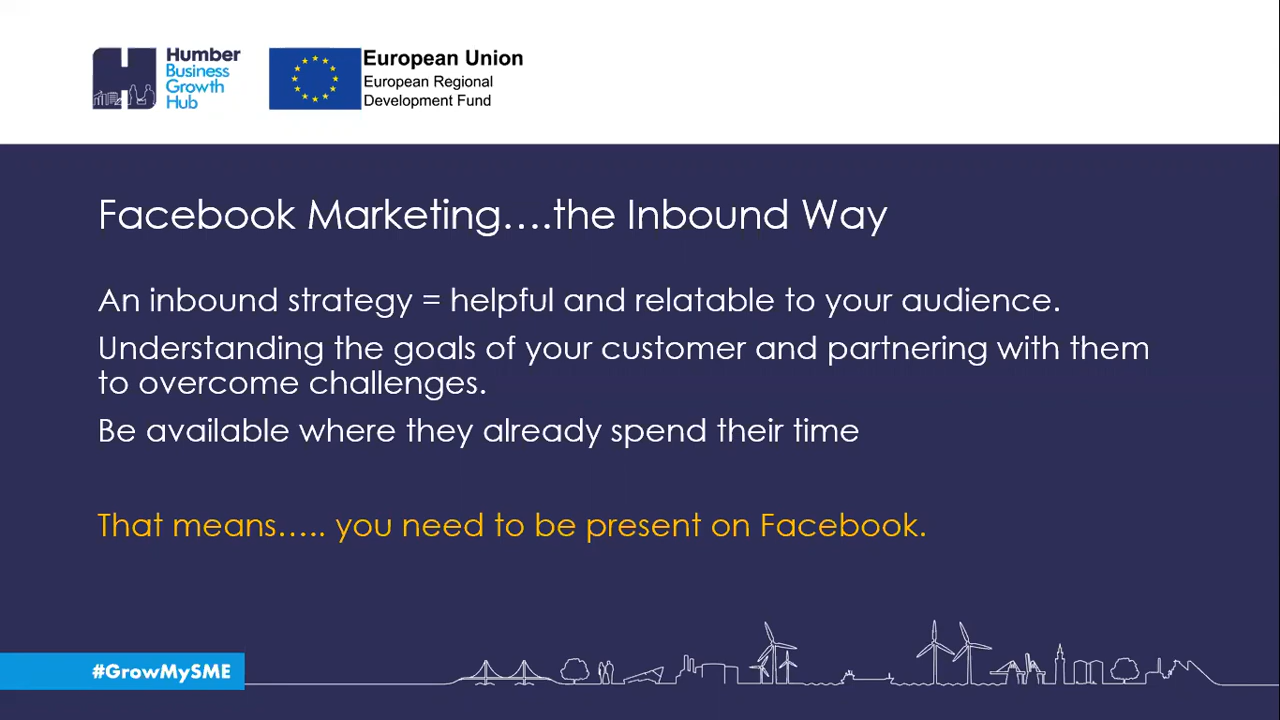 Humber
Business
Growth
Hub
European Union
European Regional
Development Fund
Facebook Marketing….the Inbound Way
An inbound strategy = helpful and relatable to your audience.
Understanding the goals of your customer and partnering with them
to overcome challenges.
Be available where they already spend their time
That means….. you need to be present on Facebook.
#GrowMySME